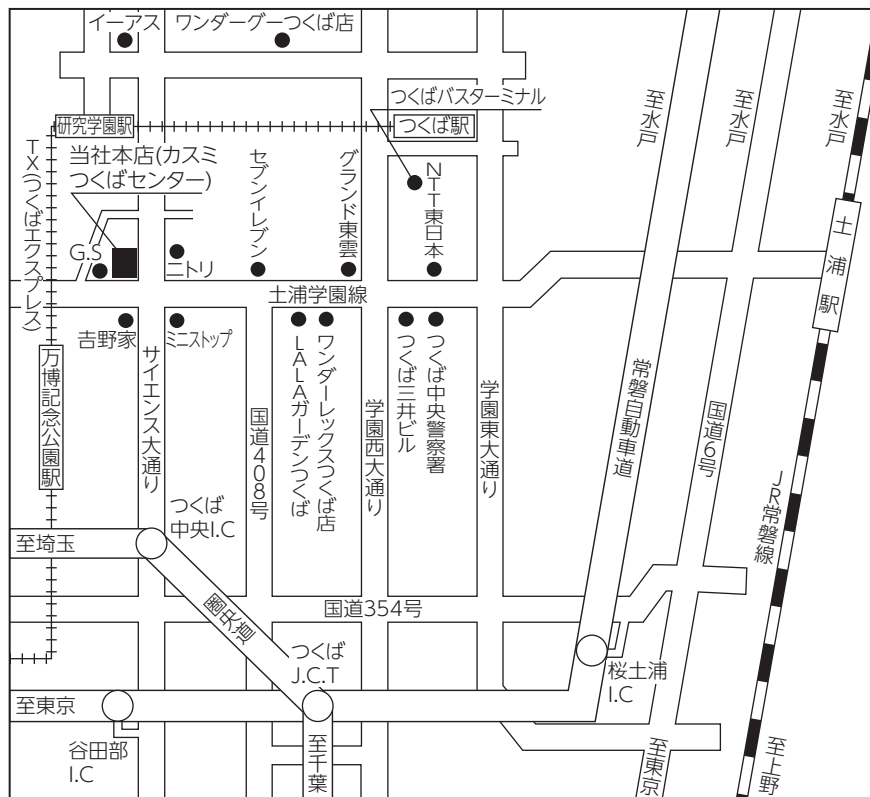 イーアス
ワンダーグーつくば店
つくばバスターミナル
研究学園駅
つくば駅
至水戸
至水戸
至水戸
TX(つくばエクスプレス)
当社本店(カスミ
つくばセンター)
セブンイレブン
グランド東雲
NTT東日本
土浦駅
G.S
ニトリ
土浦学園線
𠮷野家
ミニストップ
万博記念公園駅
サイエンス大通り
国道408号
LALAガーデンつくば
ワンダーレックスつくば店
学園西大通り
つくば三井ビル
つくば中央警察署
学園東大通り
常磐自動車道
国道6号
JR常磐線
つくば
中央I.C
至埼玉
圏央道
国道354号
つくば
J.C.T
桜土浦
I.C
至東京
谷田部
I.C
至千葉
至東京
至上野